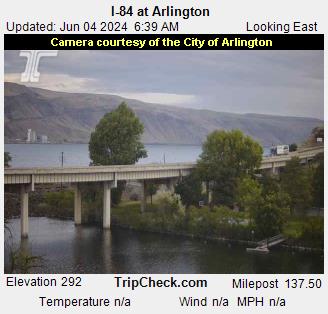 I-84 at Arlington
Updated: Jun 04 2024 6:39 AM Looking East
Camera courtesy of the City of Arlington
Elevation 292 TripCheck.com Milepost 137.50
Temperature n/a Wind n/a MPH n/a